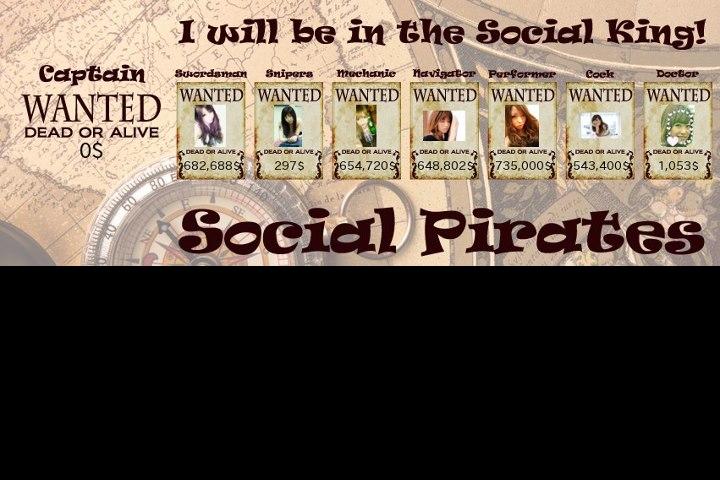 I will be in the Social King!
Captain
WANTED
DEAD OR ALIVE
0$
Swordsman Snipers Mechanic Navigator Performer Cock Doctor
WANTED WANTED WANTED WANTED WANTED WANTED WANTED
DEAD OR ALIVE DEAD OR ALIVE DEAD OR ALIVE DEAD OR ALIVE DEAD OR ALIVE DEAD OR ALIVE DEAD OR ALIVE
682,688$ 297$ 654,720$ 648,802$ 735,000$ 543,400$ 1,053$
Social Pirates